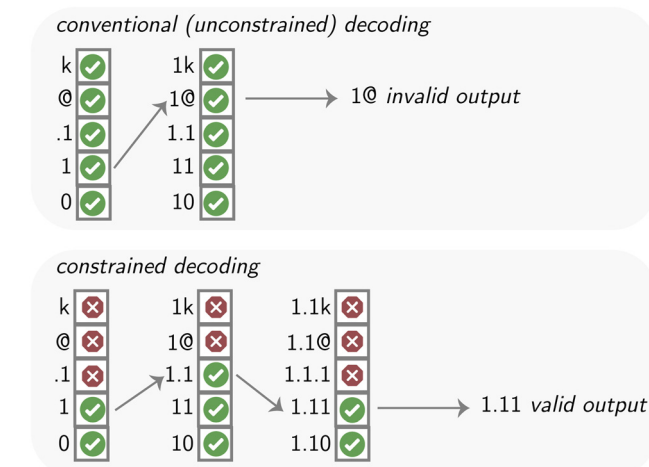 conventional (unconstrained) decoding
k 1k
@ 1@ 1@ invalid output
.1 1.1
1 11
0 10
constrained decoding
k 1k 1.1k
@ 1@ 1.1@
.1 1.1 1.1.1
1 11 1.11 1.11 valid output
0 10 1.10